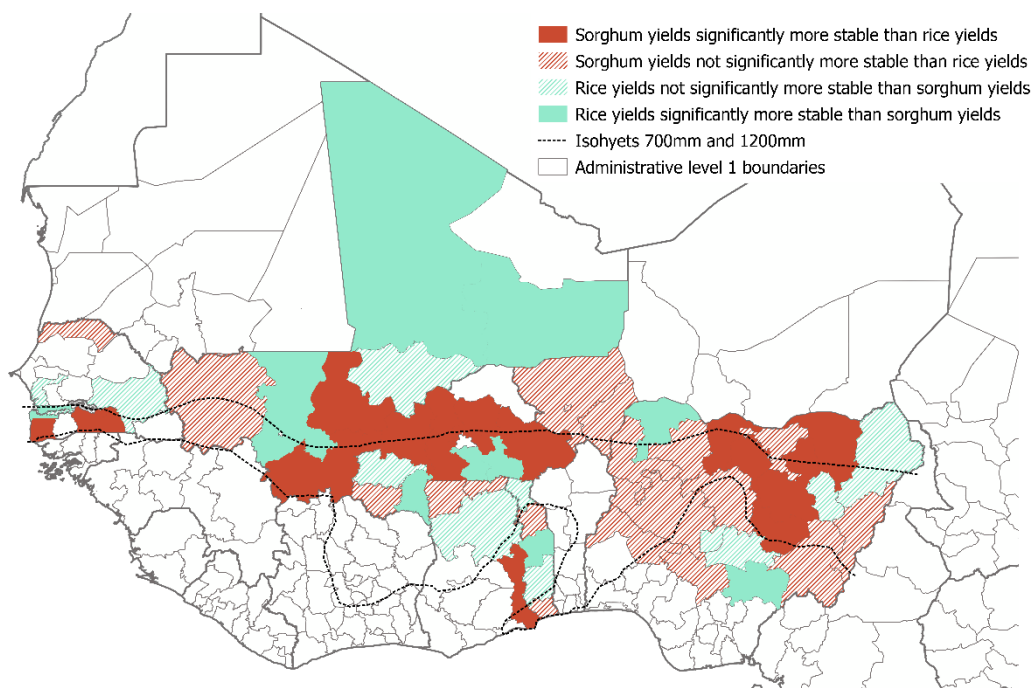 Sorghum yields significantly more stable than rice yields
Sorghum yields not significantly more stable than rice yields
Rice yields not significantly more stable than sorghum yields
Rice yields significantly more stable than sorghum yields
Isohyets 700mm and 1200mm
Administrative level 1 boundaries